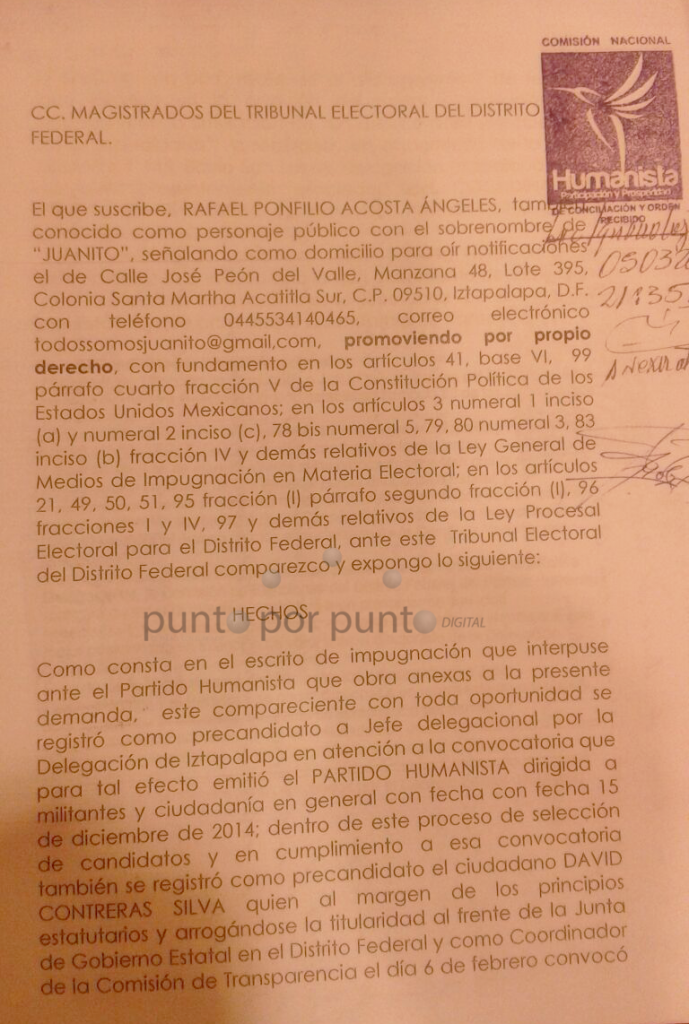 COMISIÓN NACIONAL
Humanista
Participación y Prosperidad
DE CONCILIACIÓN Y ORDEN
RECIBIDO
CC. MAGISTRADOS DEL TRIBUNAL ELECTORAL DEL DISTRITO
FEDERAL.
El que suscribe, RAFAEL PONFILIO ACOSTA ÁNGELES,
conocido como personaje público con el sobrenombre de
“JUANITO”, señalando como domicilio para oír notificaciones
el de Calle José Peón del Valle, Manzana 48, Lote 395,
Colonia Santa Martha Acatitla Sur, C.P. 09510, Iztapalapa, D.F.
con teléfono 0445534140465, correo electrónico
todossomosjuanito@gmail,com, promoviendo por propio
derecho, con fundamento en los artículos 41, base VI, 99
párrafo cuarto fracción V de la Constitución Política de los
Estados Unidos Mexicanos; en los artículos 3 numeral 1 inciso
(a) y numeral 2 inciso (c), 78 bis numeral 5, 79, 80 numeral 3, 83
inciso (b) fracción IV y demás relativos de la Ley General de
Medios de Impugnación en Materia Electoral; en los artículos
21, 49, 50, 51, 95 fracción (I) párrafo segundo fracción (I), 96
fracciones I y IV, 97 y demás relativos de la Ley Procesal
Electoral para el Distrito Federal, ante este Tribunal Electoral
del Distrito Federal comparezco y expongo lo siguiente:
HECHOS
punto por punto DIGITAL
Como consta en el escrito de impugnación que interpuse
ante el Partido Humanista que obra anexas a la presente
demanda, este compareciente con toda oportunidad se
registró como precandidato a Jefe delegacional por la
Delegación de Iztapalapa en atención a la convocatoria que
para tal efecto emitió el PARTIDO HUMANISTA dirigida a
militantes y ciudadanía en general con fecha con fecha 15
de diciembre de 2014; dentro de este proceso de selección
de candidatos y en cumplimiento a esa convocatoria
también se registró como precandidato el ciudadano DAVID
CONTRERAS SILVA quien al margen de los principios
estatutarios y arrogándose la titularidad al frente de la Junta
de Gobierno Estatal en el Distrito Federal y como Coordinador
de la Comisión de Transparencia el día 6 de febrero convocó